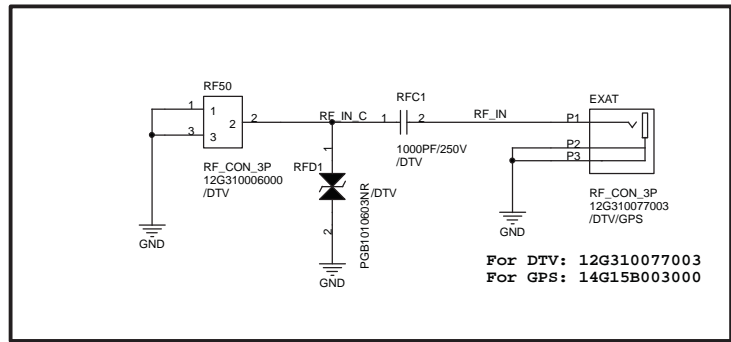 RF50
1
1
2
2
3
3
RF_CON_3P
12G310006000
/DTV
GND
RF_IN_C
1
RFD1
/DTV
2
PGB1010603NR
GND
RFC1
1
2
1000PF/250V
/DTV
RF_IN
EXAT
P1
P2
P3
RF_CON_3P
12G310077003
/DTV/GPS
GND
For DTV: 12G310077003
For GPS: 14G15B003000